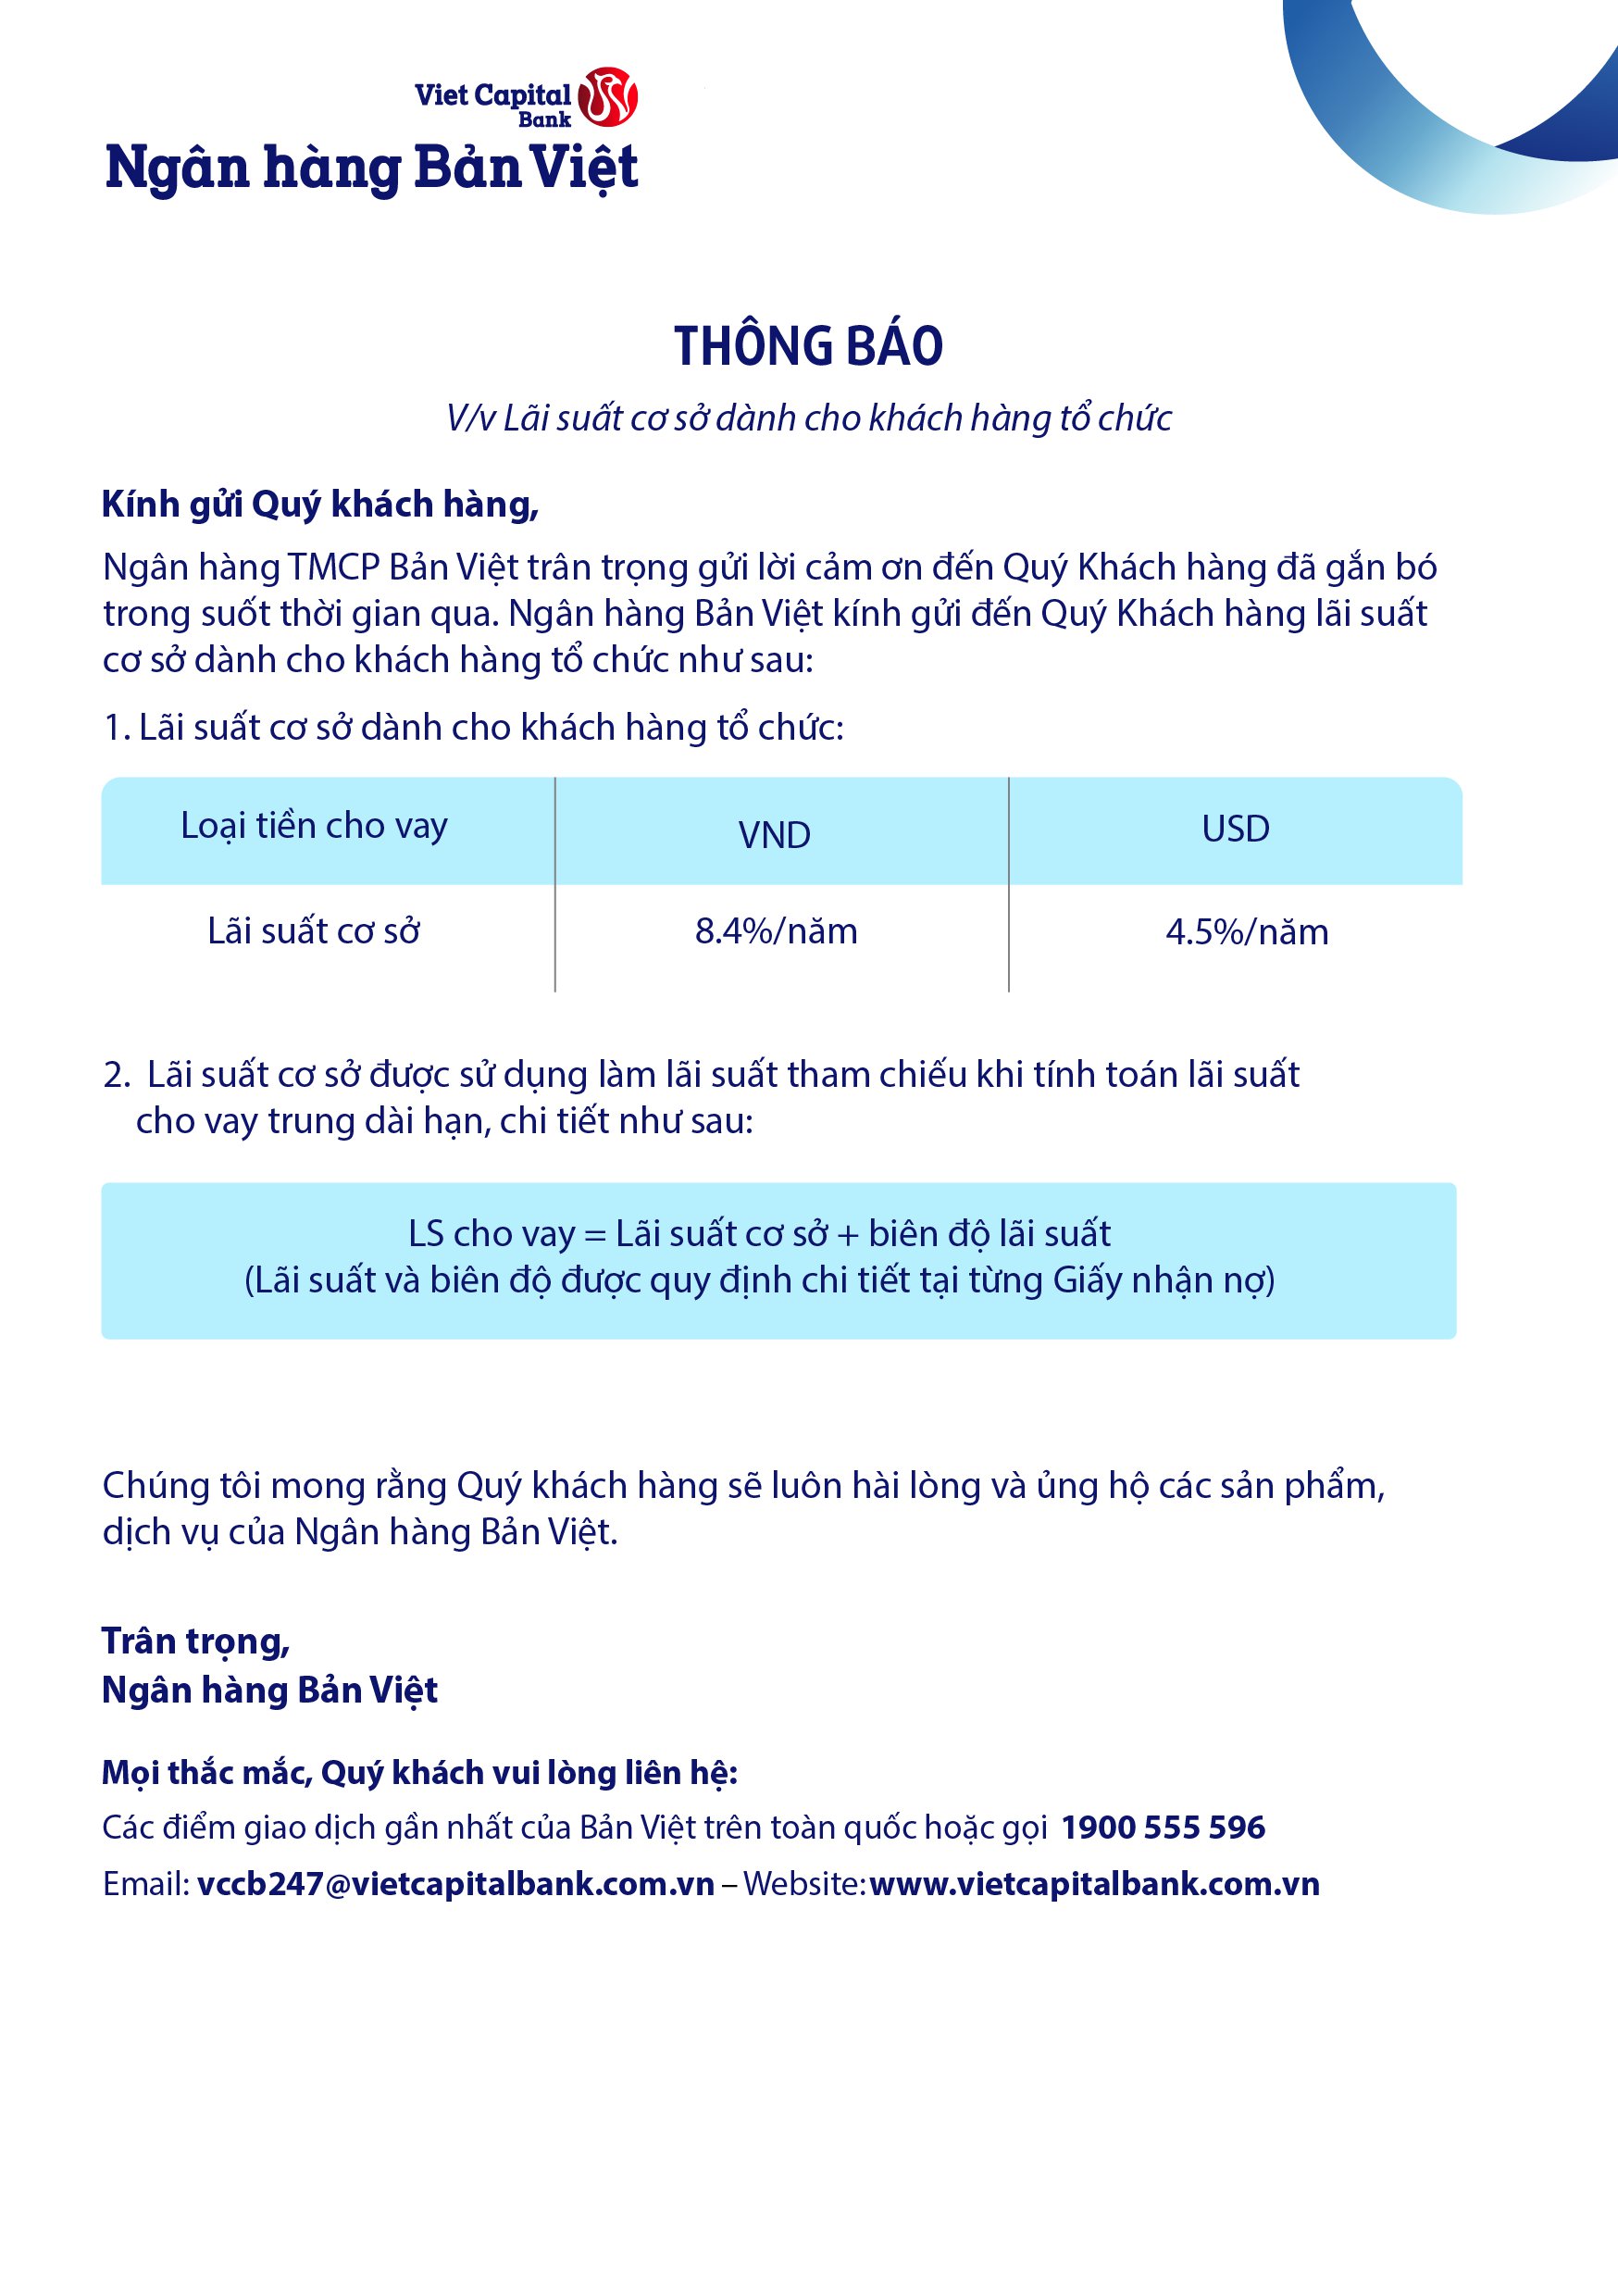 Viet Capital
Bank
Ngân hàng Bản Việt
THÔNG BÁO
V/v Lãi suất cơ sở dành cho khách hàng tổ chức
Kính gửi Quý khách hàng,
Ngân hàng TMCP Bản Việt trân trọng gửi lời cảm ơn đến Quý Khách hàng đã gắn bó
trong suốt thời gian qua. Ngân hàng Bản Việt kính gửi đến Quý Khách hàng lãi suất
cơ sở dành cho khách hàng tổ chức như sau:
1. Lãi suất cơ sở dành cho khách hàng tổ chức:
Loại tiền cho vay VND USD
Lãi suất cơ sở 8.4%/năm 4.5%/năm
2. Lãi suất cơ sở được sử dụng làm lãi suất tham chiếu khi tính toán lãi suất
cho vay trung dài hạn, chi tiết như sau:
LS cho vay = Lãi suất cơ sở + biên độ lãi suất
(Lãi suất và biên độ được quy định chi tiết tại từng Giấy nhận nợ)
Chúng tôi mong rằng Quý khách hàng sẽ luôn hài lòng và ủng hộ các sản phẩm,
dịch vụ của Ngân hàng Bản Việt.
Trân trọng,
Ngân hàng Bản Việt
Mọi thắc mắc, Quý khách vui lòng liên hệ:
Các điểm giao dịch gần nhất của Bản Việt trên toàn quốc hoặc gọi 1900 555 596
Email: vccb247@vietcapitalbank.com.vn – Website: www.vietcapitalbank.com.vn